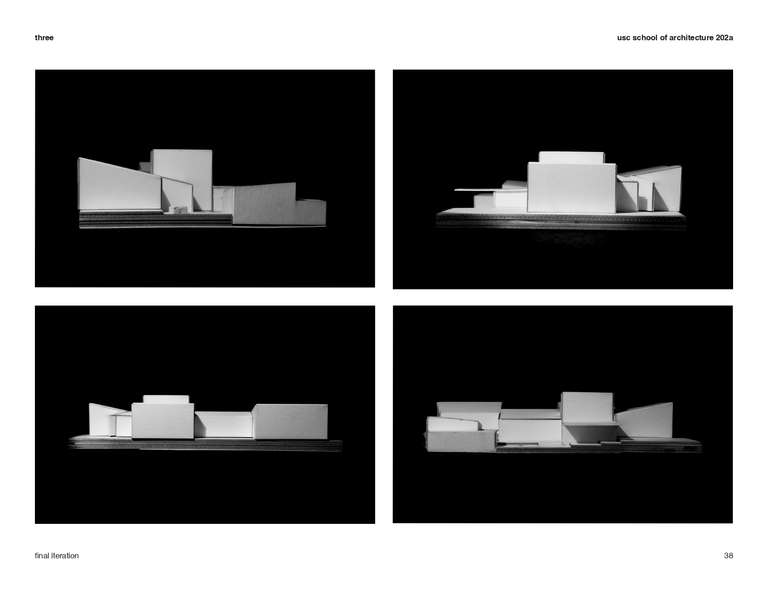 three
usc school of architecture 202a
final iteration
38